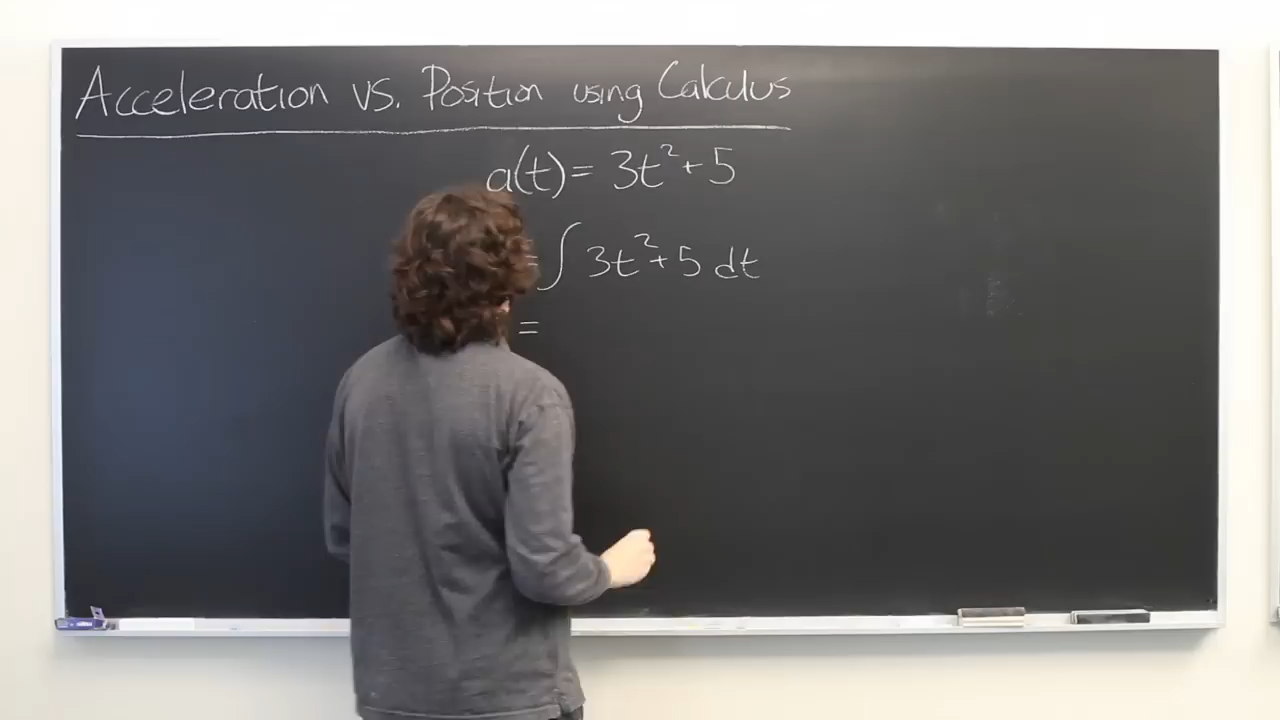 Acceleration vs. Position using Calculus
a(t) = 3t² + 5
= ∫ 3t² + 5 dt
=